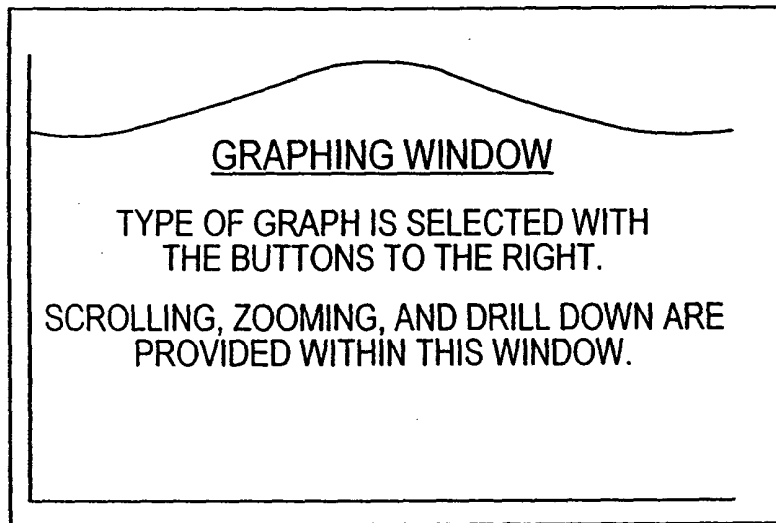 GRAPHING WINDOW
TYPE OF GRAPH IS SELECTED WITH
THE BUTTONS TO THE RIGHT.
SCROLLING, ZOOMING, AND DRILL DOWN ARE
PROVIDED WITHIN THIS WINDOW.